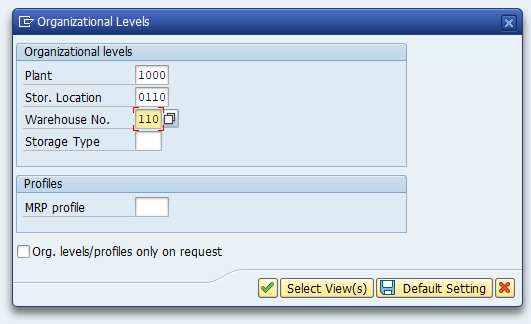 Organizational Levels
Organizational levels
Plant 1000
Stor. Location 0110
Warehouse No. 110
Storage Type
Profiles
MRP profile
Org. levels/profiles only on request
Select View(s) Default Setting